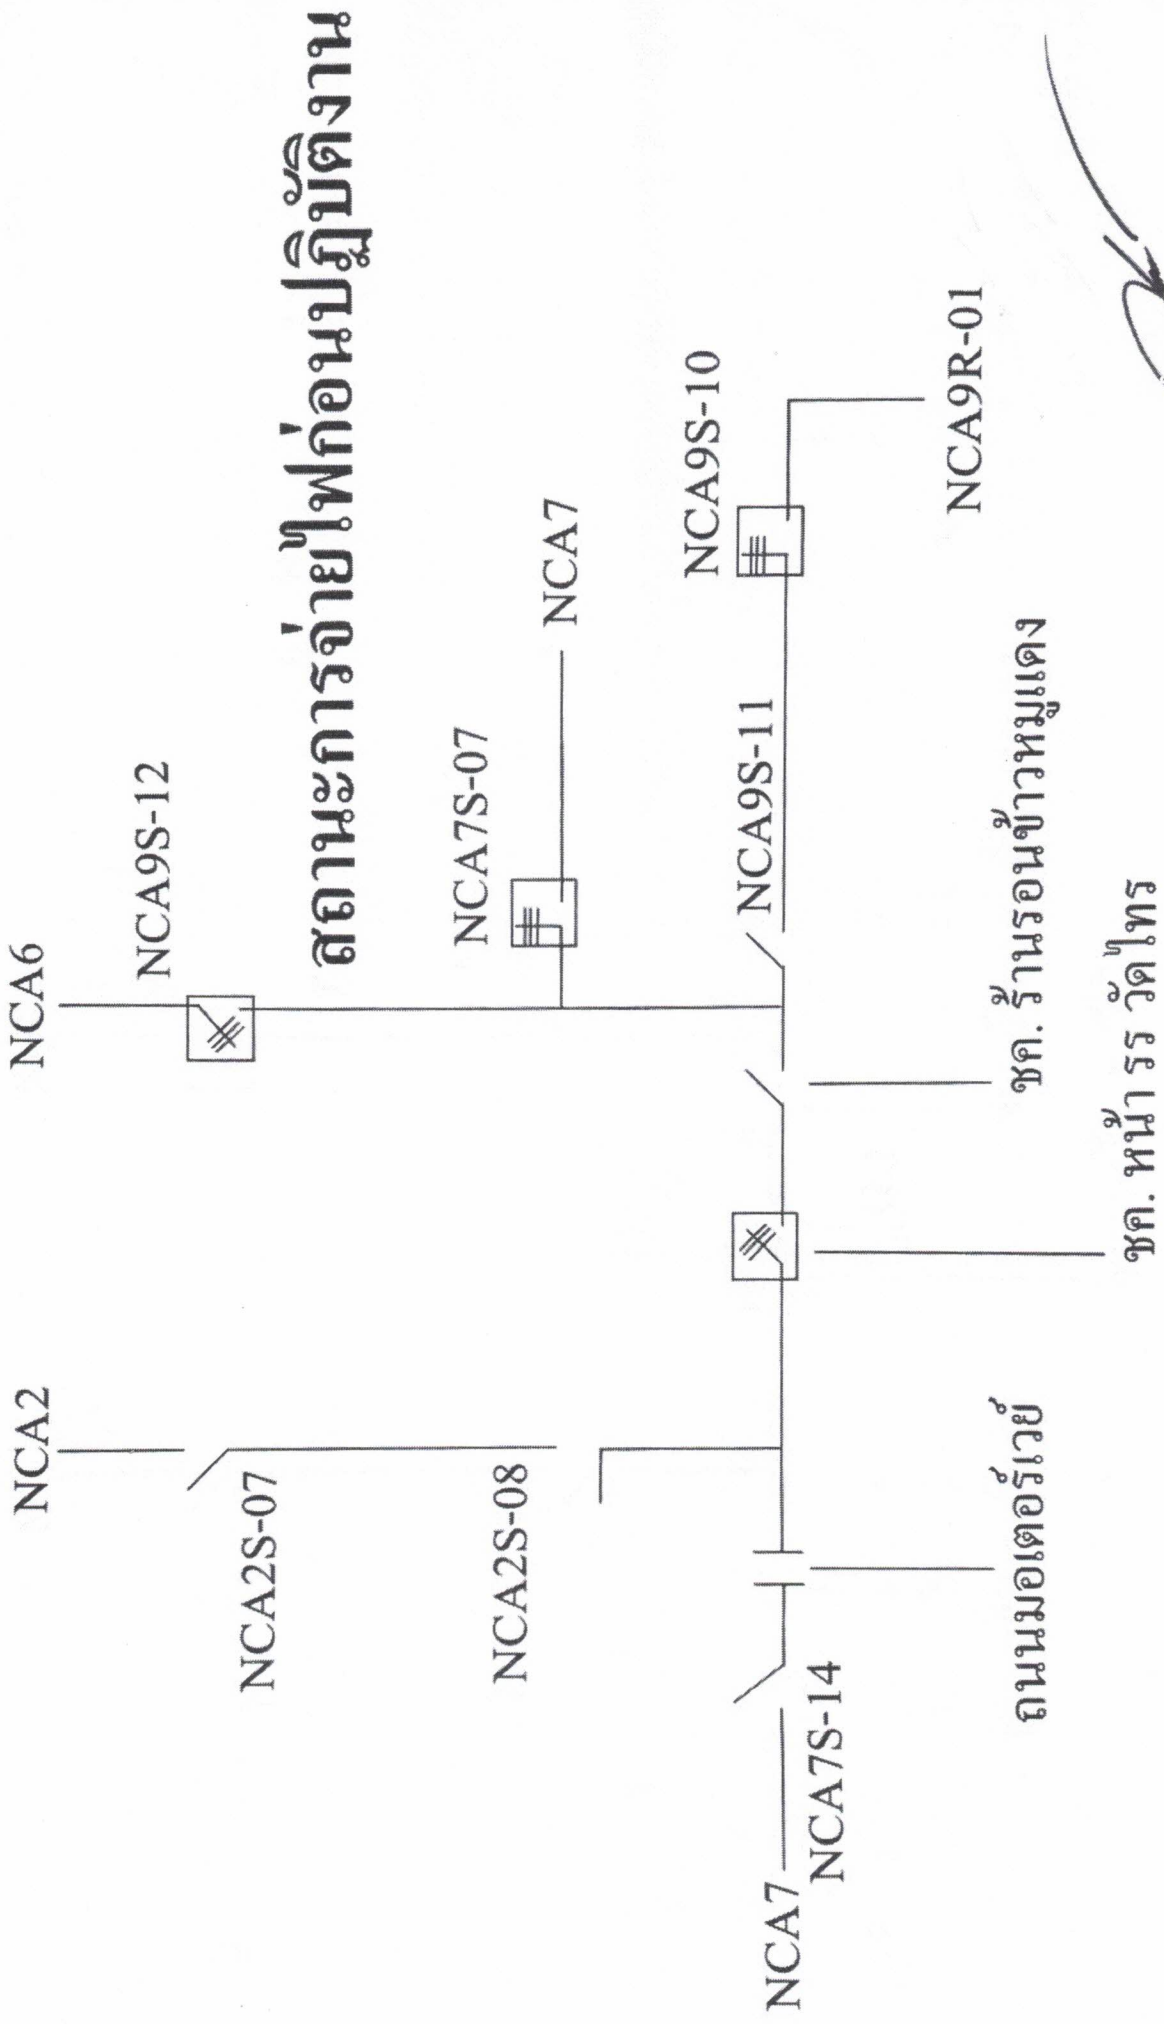 สถานะการจ่ายไฟก่อนปฏิบัติงาน
NCA2
NCA6
NCA9S-12
NCA2S-07
NCA7S-07
NCA2S-08
NCA7
NCA9S-11
NCA9S-10
NCA7
NCA7S-14
NCA9R-01
ถนนมอเตอร์เวย์
ชค. ร้านรอนข้าวหมูแดง
ชค. หน้า รร วัดไทร